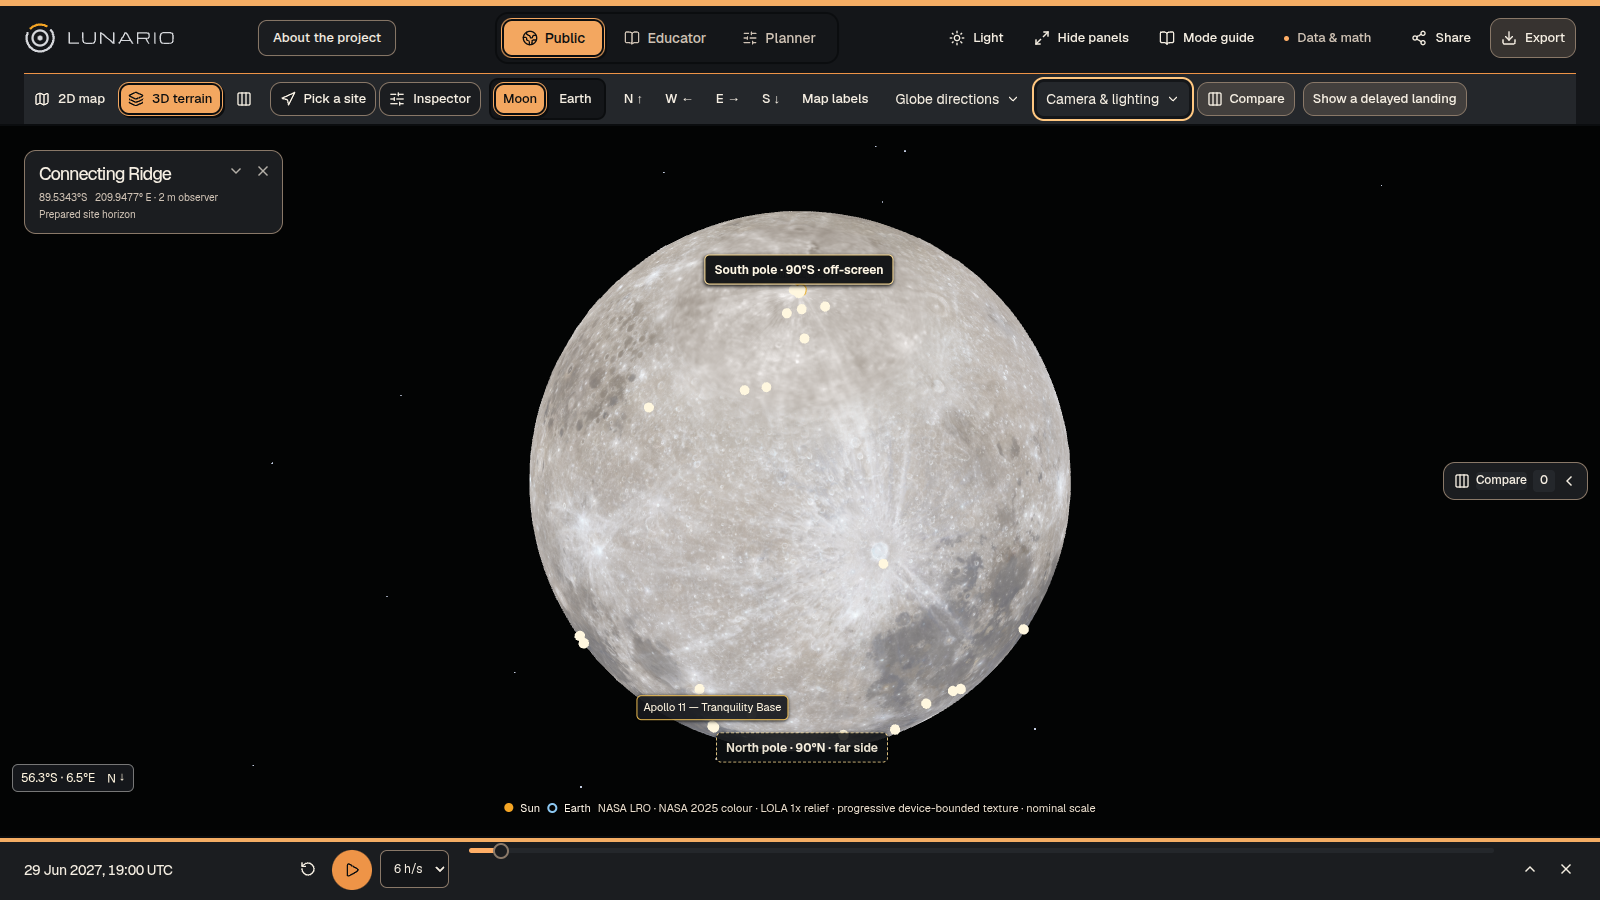 LUNARIO
About the project
Public
Educator
Planner
Light
Hide panels
Mode guide
Data & math
Share
Export
2D map
3D terrain
Pick a site
Inspector
Moon
Earth
N ↑
W ←
E →
S ↓
Map labels
Globe directions
Camera & lighting
Compare
Show a delayed landing
Connecting Ridge
89.5343°S 209.9477° E · 2 m observer
Prepared site horizon
South pole · 90°S · off-screen
Compare 0
Apollo 11 — Tranquility Base
North pole · 90°N · far side
56.3°S · 6.5°E N ↓
Sun Earth NASA LRO · NASA 2025 colour · LOLA 1x relief · progressive device-bounded texture · nominal scale
29 Jun 2027, 19:00 UTC
6 h/s